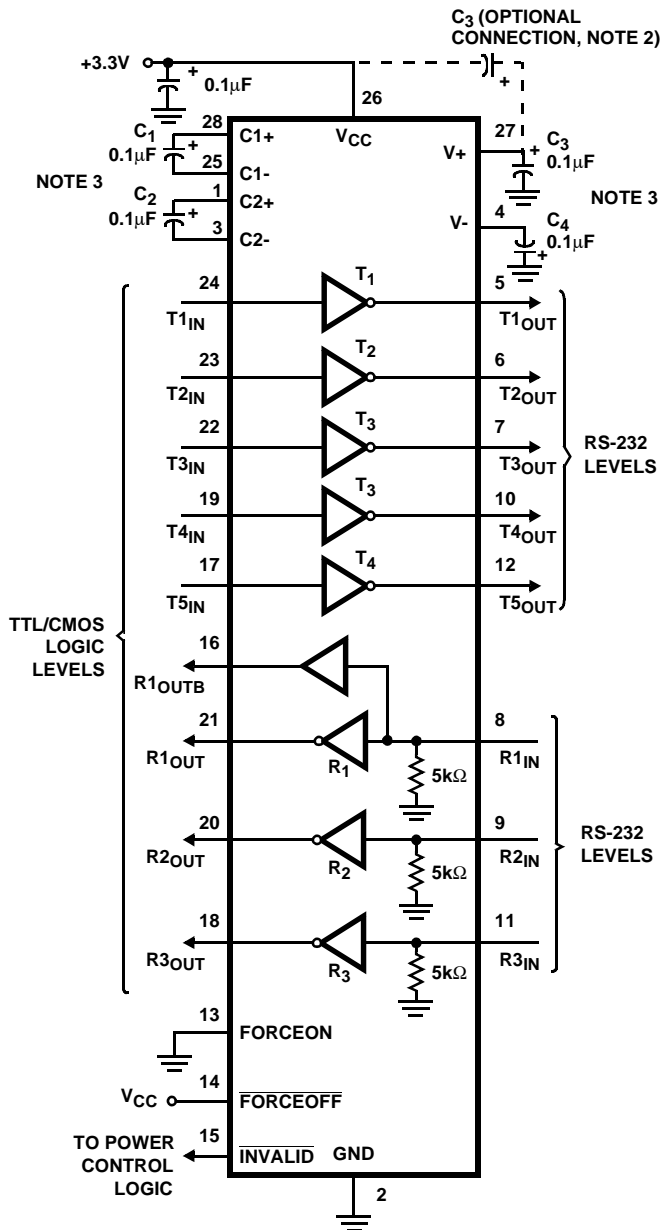 C3 (OPTIONAL
CONNECTION, NOTE 2)
+3.3V
+
0.1μF
+
26
VCC
28
C1+
C1
0.1μF
+
25
C1-
NOTE 3
1
C2+
C2
0.1μF
+
3
C2-
27
V+
+
C3
0.1μF
NOTE 3
4
V-
C4
0.1μF
+
24
T1IN
T1
5
T1OUT
23
T2IN
T2
6
T2OUT
22
T3IN
T3
7
T3OUT
19
T4IN
T3
10
T4OUT
17
T5IN
T4
12
T5OUT
RS-232
LEVELS
TTL/CMOS
LOGIC
LEVELS
16
R1OUTB
21
R1OUT
R1
5kΩ
8
R1IN
20
R2OUT
R2
5kΩ
9
R2IN
18
R3OUT
R3
5kΩ
11
R3IN
RS-232
LEVELS
13
FORCEON
14
VCC
FORCEOFF
15
TO POWER
CONTROL
LOGIC
INVALID
GND
2